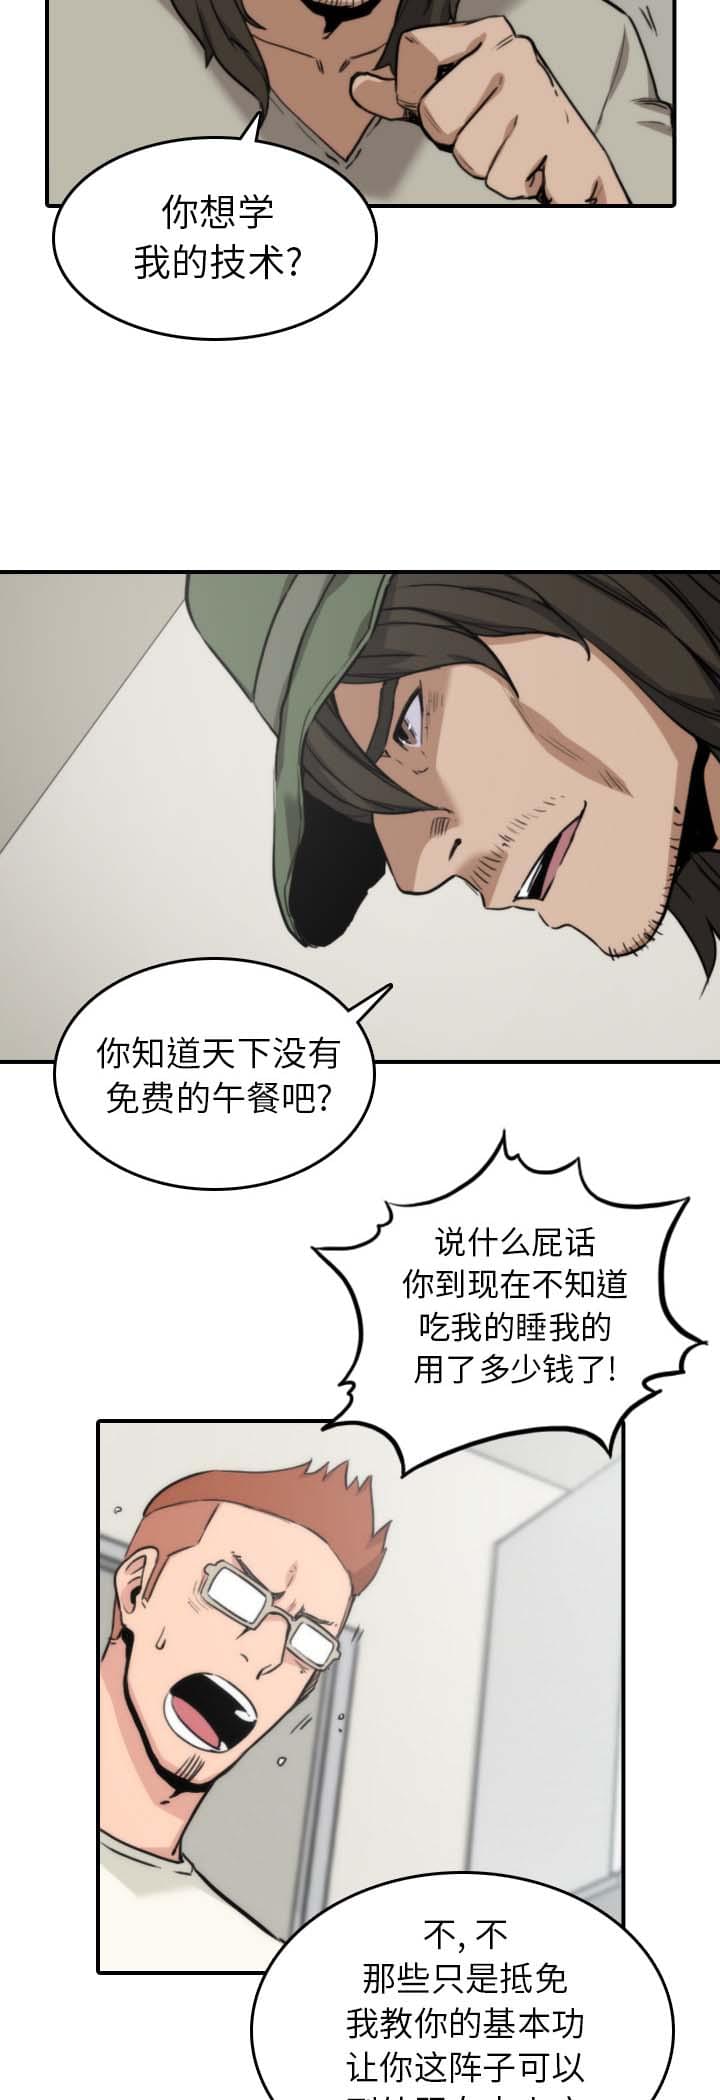 你想学
我的技术?
你知道天下没有
免费的午餐吧?
说什么屁话
你到现在不知道
吃我的睡我的
用了多少钱了!
不, 不
那些只是抵免
我教你的基本功
让你这阵子可以